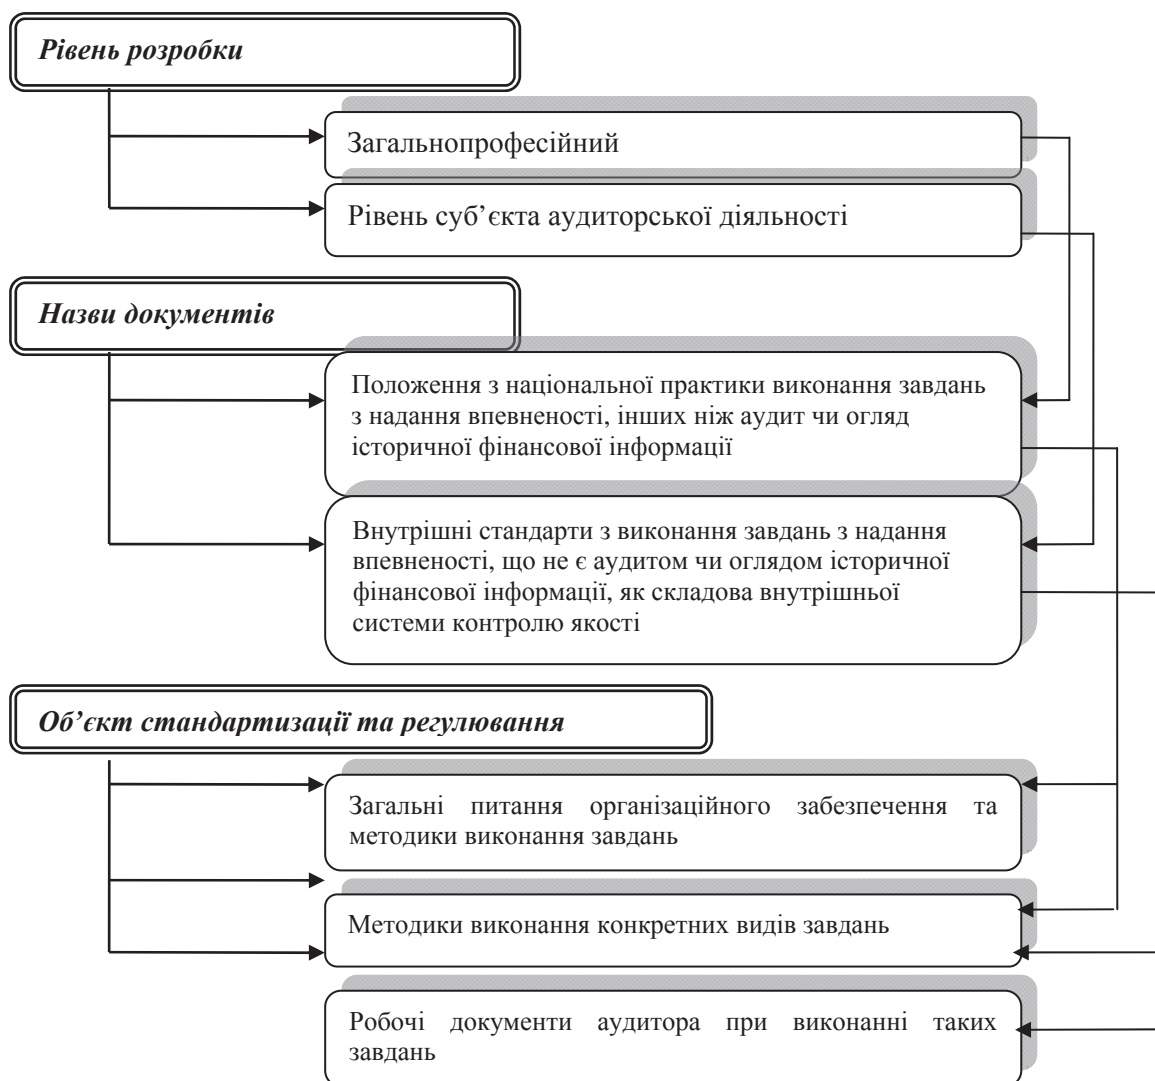 Рівень розробки
Загальнопрофесійний
Рівень суб’єкта аудиторської діяльності
Назви документів
Положення з національної практики виконання завдань
з надання впевненості, інших ніж аудит чи огляд
історичної фінансової інформації
Внутрішні стандарти з виконання завдань з надання
впевненості, що не є аудитом чи оглядом історичної
фінансової інформації, як складова внутрішньої
системи контролю якості
Об’єкт стандартизації та регулювання
Загальні питання організаційного забезпечення та
методики виконання завдань
Методики виконання конкретних видів завдань
Робочі документи аудитора при виконанні таких
завдань